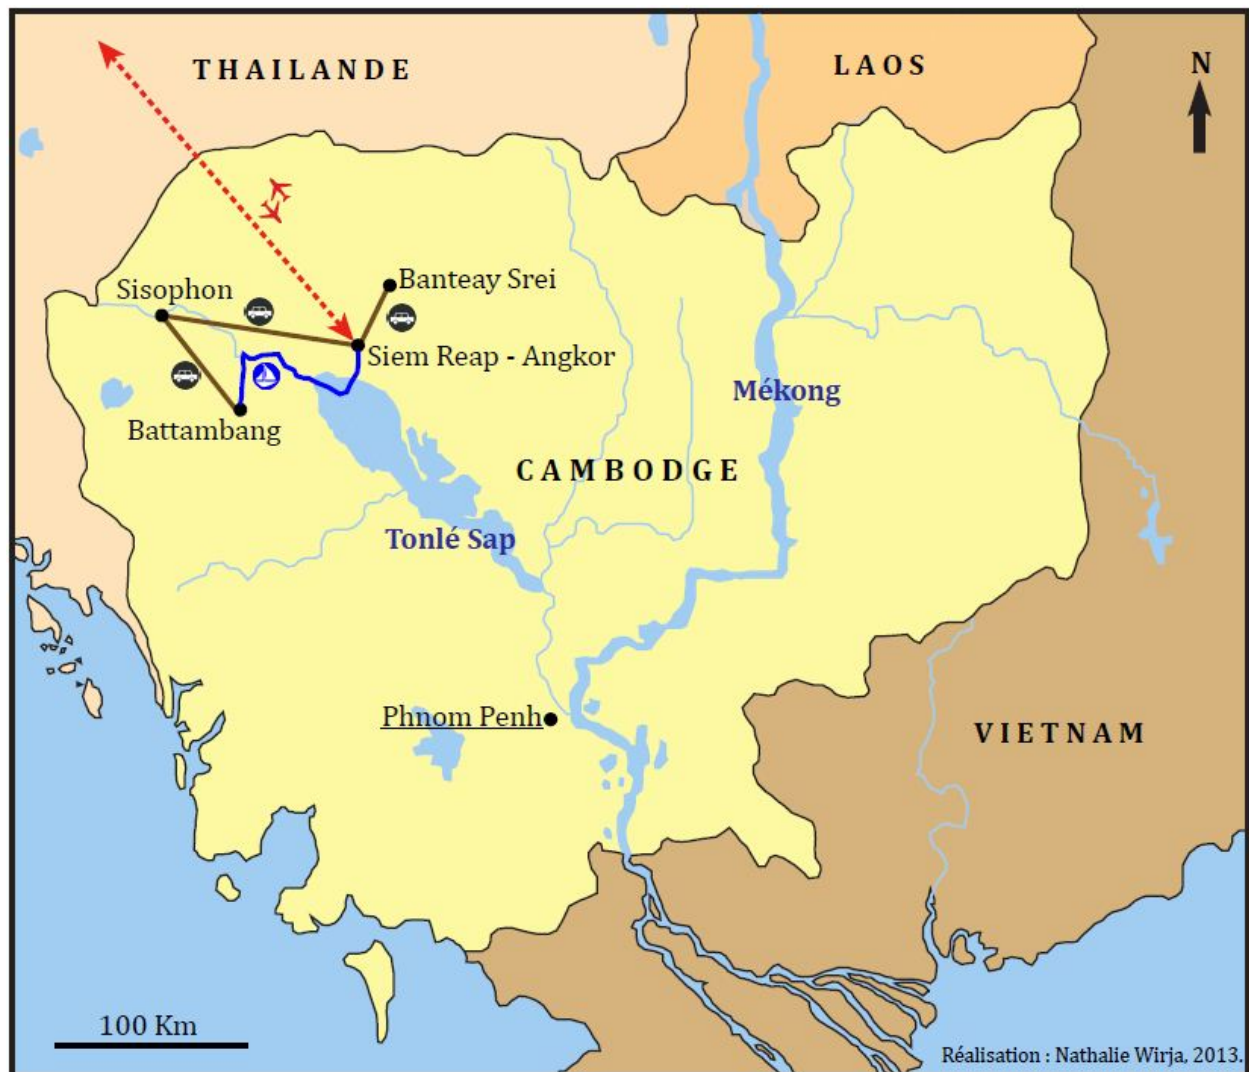 THAILANDE
LAOS
N
Sisophon
Banteay Srei
Siem Reap - Angkor
Mékong
Battambang
CAMBODGE
Tonlé Sap
Phnom Penh
VIETNAM
100 Km
Réalisation : Nathalie Wirja, 2013.